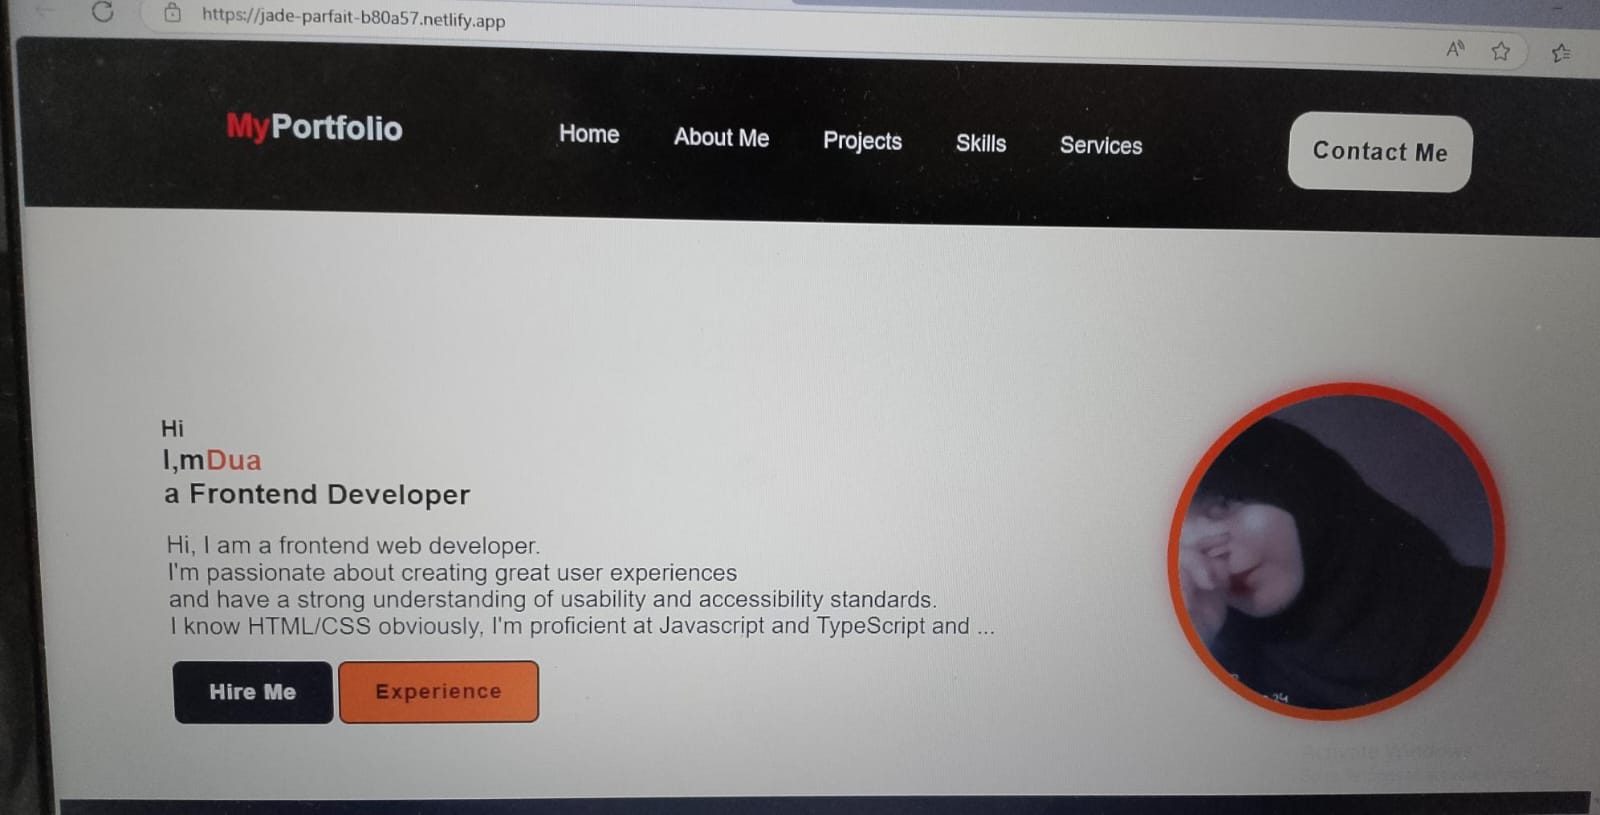 https://jade-parfait-b80a57.netlify.app
MyPortfolio
Home
About Me
Projects
Skills
Services
Contact Me
Hi
I,mDua
a Frontend Developer
Hi, I am a frontend web developer.
I'm passionate about creating great user experiences
and have a strong understanding of usability and accessibility standards.
I know HTML/CSS obviously, I'm proficient at Javascript and TypeScript and ...
Hire Me
Experience
Activate Windows